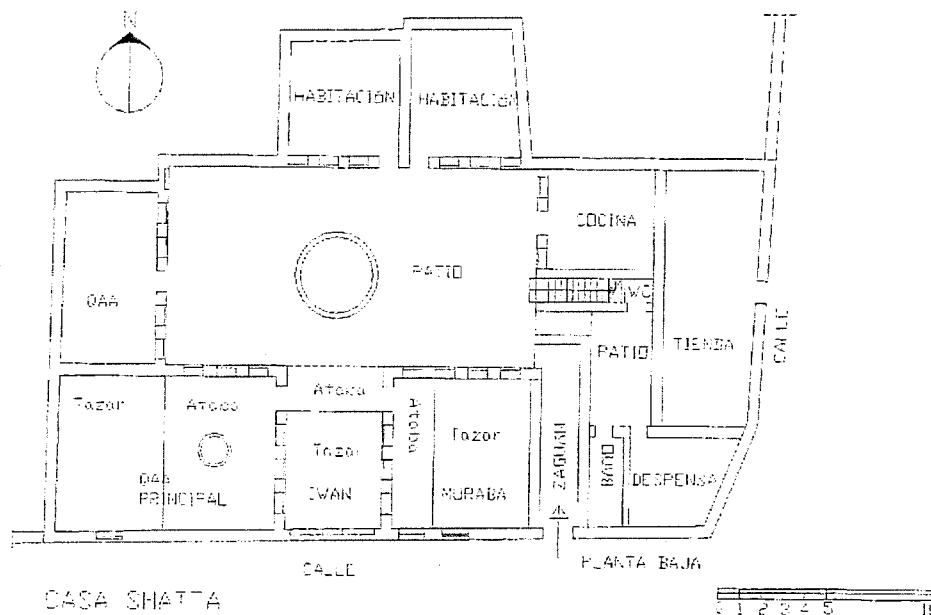 N
HABITACION HABITACION
COCINA
PATIO
QAA
WC
PATIO
TIENDA
CALLE
Tazar
Ataba
Ataba
Ataba
Tazar
Tazar
QAA
PRINCIPAL
IWAN
MURABA
ZAGUAN
BAÑO
DESPENSA
CALLE
PLANTA BAJA
CASA SHATTA
0 1 2 3 4 5